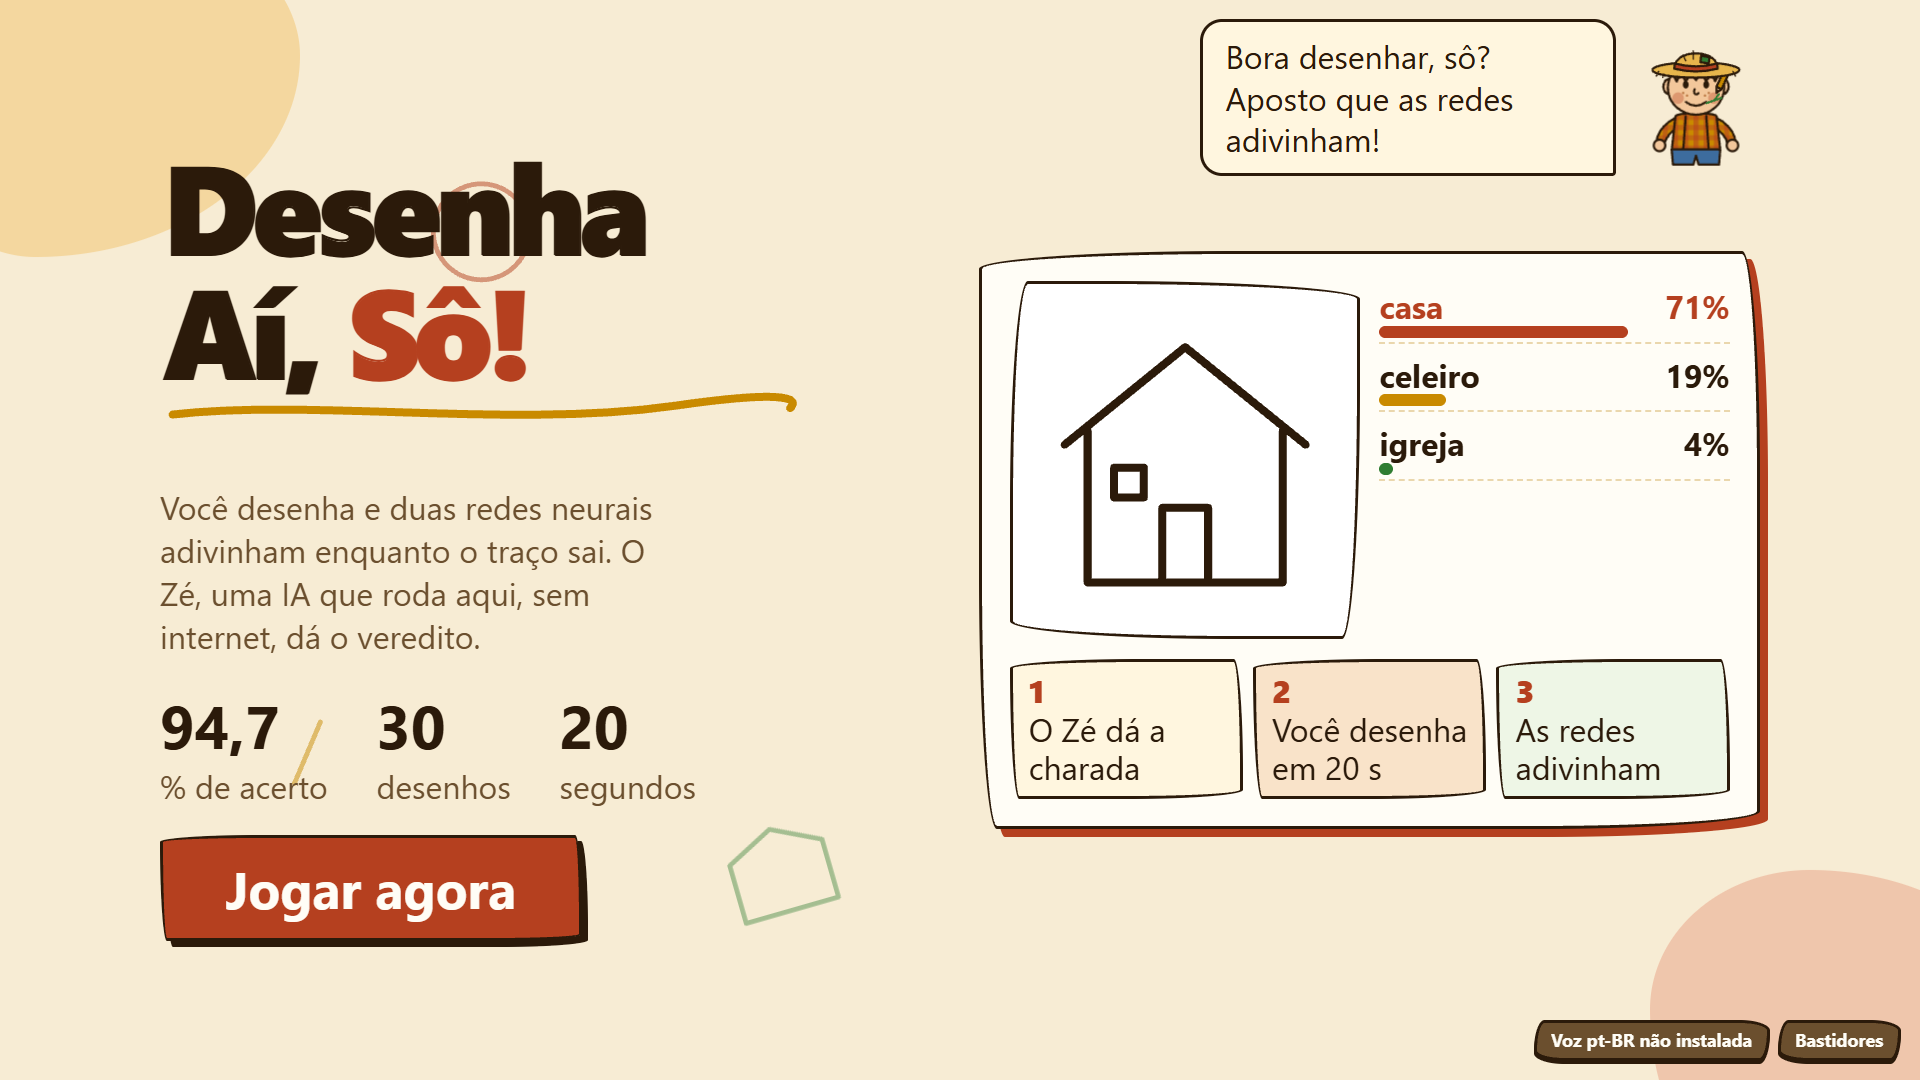 Desenha
Aí, Sô!
Você desenha e duas redes neurais
adivinham enquanto o traço sai. O
Zé, uma IA que roda aqui, sem
internet, dá o veredito.
94,7
% de acerto
30
desenhos
20
segundos
Jogar agora
Bora desenhar, sô?
Aposto que as redes
adivinham!
casa 71%
celeiro 19%
igreja 4%
1
O Zé dá a
charada
2
Você desenha
em 20 s
3
As redes
adivinham
Voz pt-BR não instalada
Bastidores